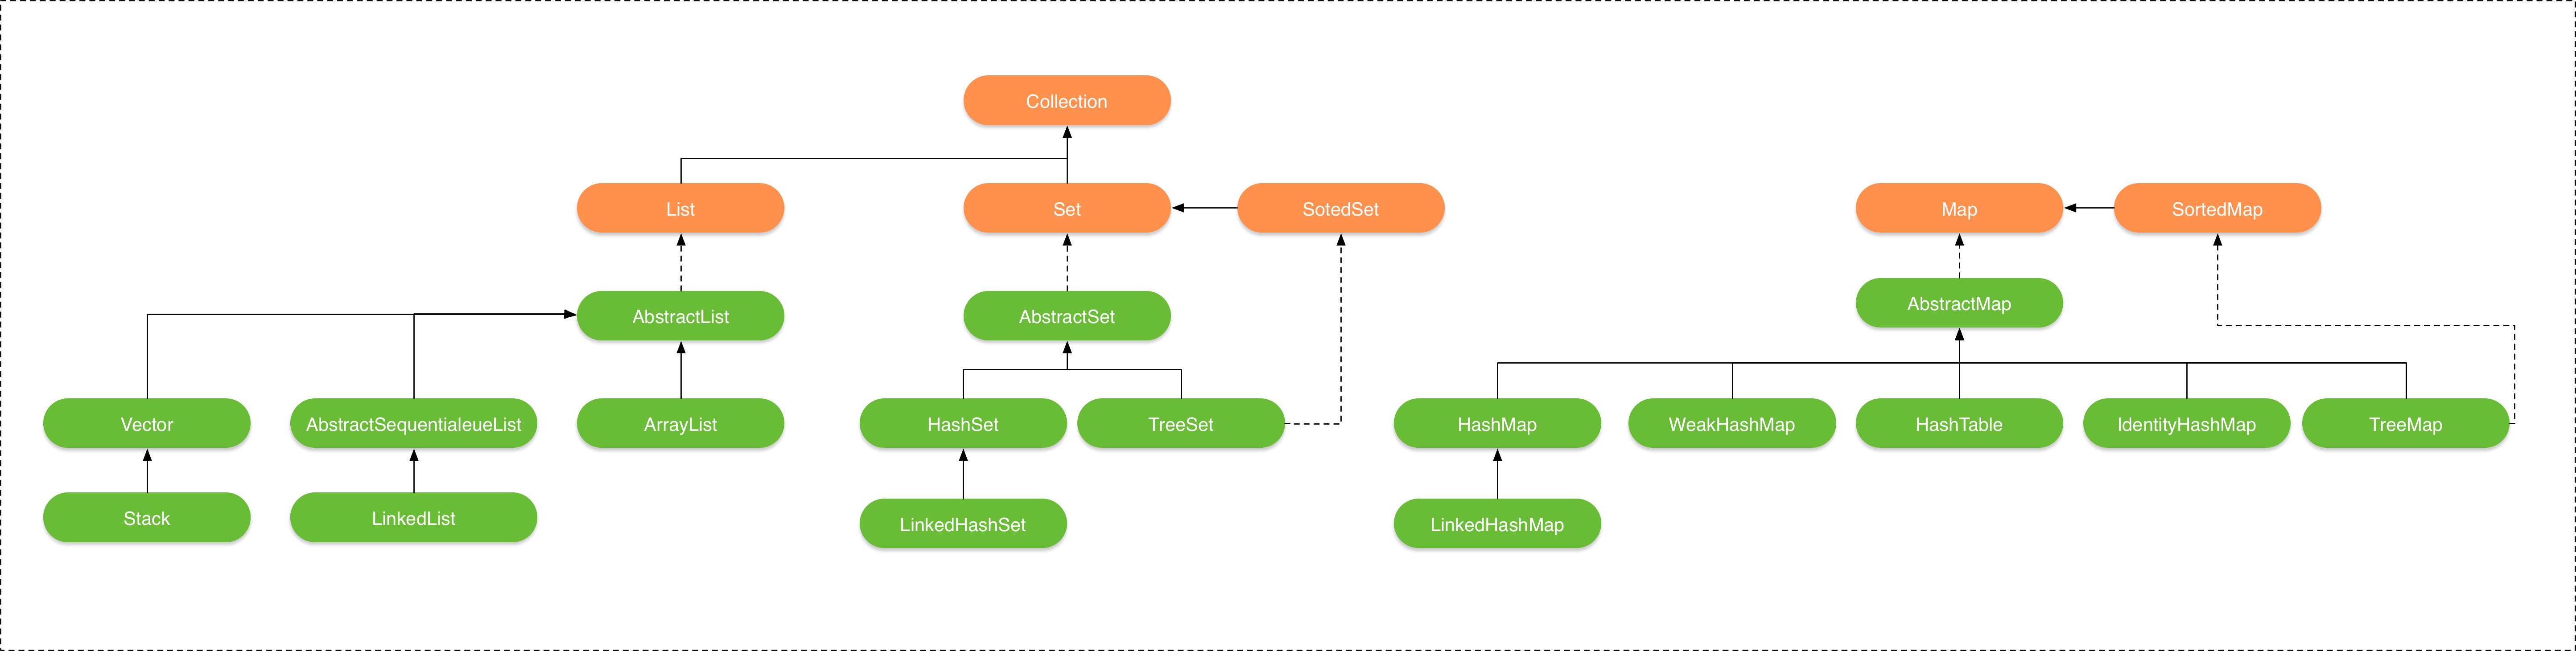 Collection
List
Set
SotedSet
Map
SortedMap
AbstractList
AbstractSet
AbstractMap
Vector
AbstractSequentialeueList
ArrayList
HashSet
TreeSet
HashMap
WeakHashMap
HashTable
IdentityHashMap
TreeMap
Stack
LinkedList
LinkedHashSet
LinkedHashMap